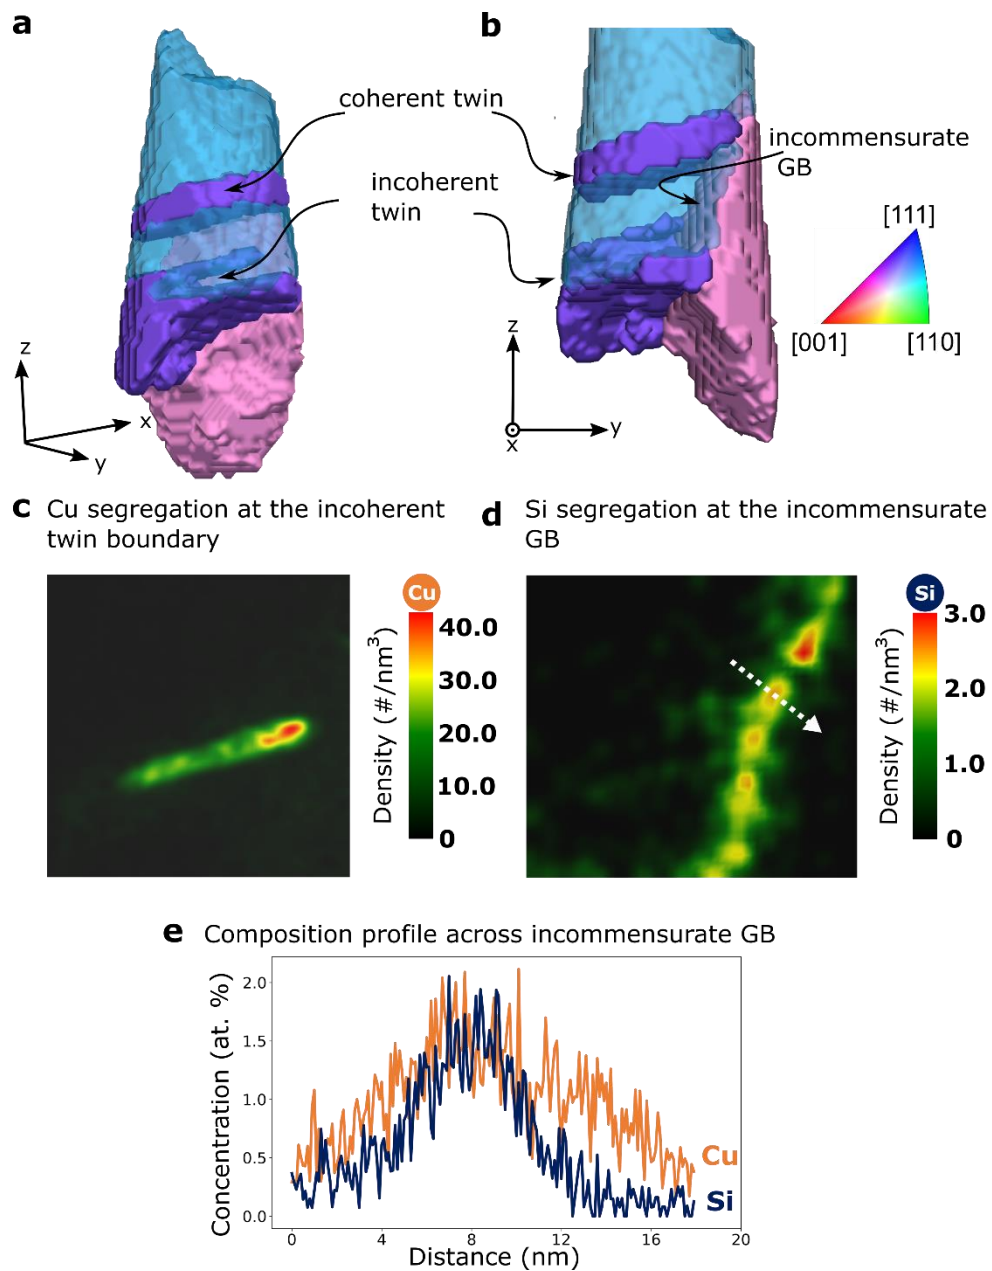 a
b
coherent twin
incoherent
twin
incommensurate
GB
[111]
[001]
[110]
z
x
y
z
x
y
c Cu segregation at the incoherent
twin boundary
d Si segregation at the incommensurate
GB
Cu
Density (#/nm³)
40.0
30.0
20.0
10.0
0
Si
Density (#/nm³)
3.0
2.0
1.0
0
e Composition profile across incommensurate GB
Concentration (at. %)
2.0
1.5
1.0
0.5
0.0
Cu
Si
0 4 8 12 16 20
Distance (nm)